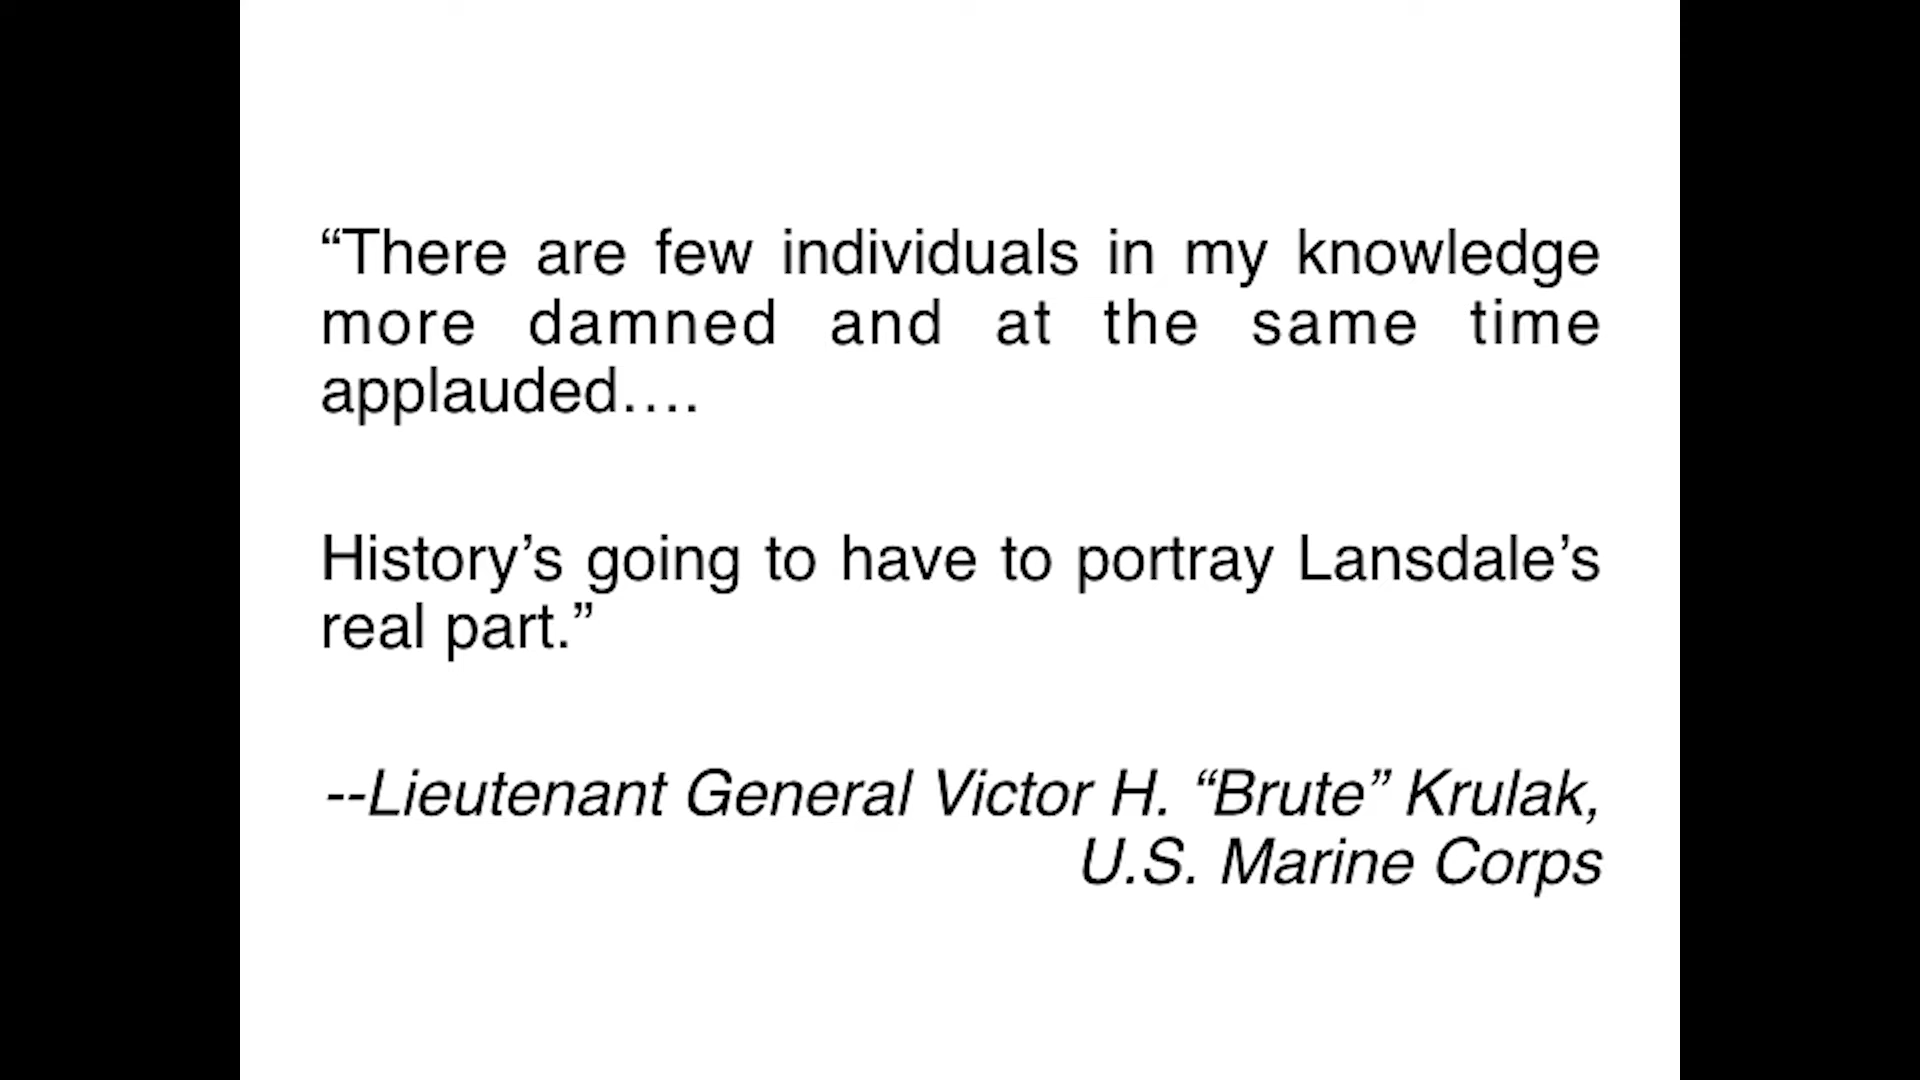 “There are few individuals in my knowledge
more damned and at the same time
applauded….
History’s going to have to portray Lansdale’s
real part.”
--Lieutenant General Victor H. “Brute” Krulak,
U.S. Marine Corps